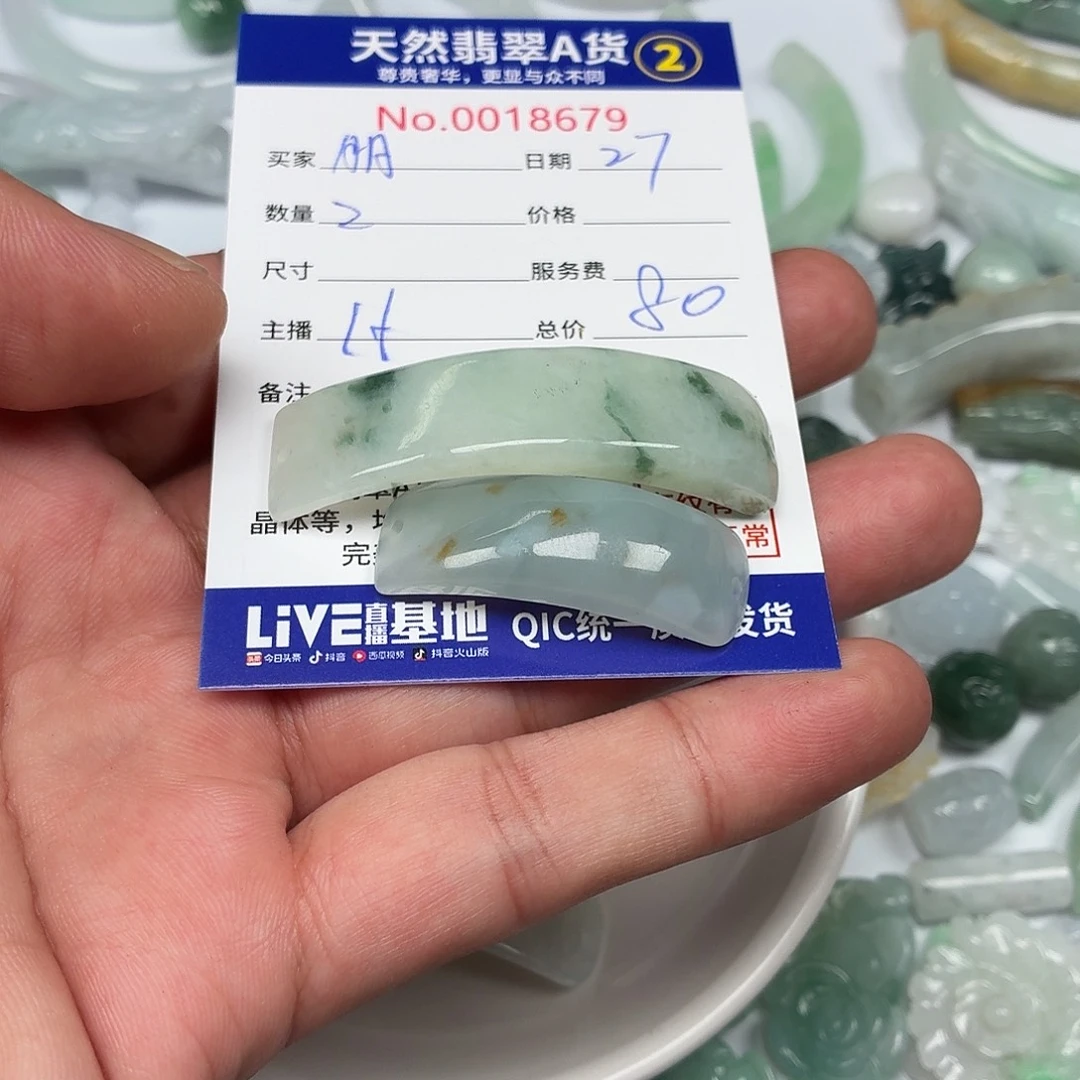 天然翡翠A货 2
尊贵奢华，更显与众不同
No.0018679
买家 朋 日期 27
数量 2 价格
尺寸 服务费
主播 H 总价 80
备注
晶体等，
完
常
LiVE直播基地 QIC统一 发货
今日头条 抖音 西瓜视频 抖音火山版